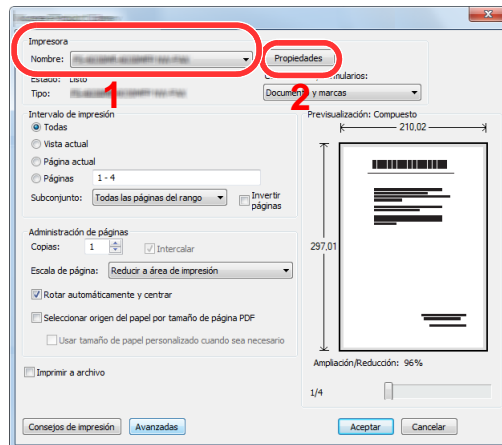 Impresora
Nombre:
Propiedades
1
2
Estado: Listo
formularios:
Tipo:
Documento y marcas
Intervalo de impresión
Todas
Vista actual
Página actual
Páginas 1 - 4
Subconjunto: Todas las páginas del rango
Invertir
páginas
Previsualización: Compuesto
210,02
297,01
Administración de páginas
Copias: 1 Intercalar
Escala de página: Reducir a área de impresión
Rotar automáticamente y centrar
Seleccionar origen del papel por tamaño de página PDF
Usar tamaño de papel personalizado cuando sea necesario
Imprimir a archivo
Ampliación/Reducción: 96%
1/4
Consejos de impresión Avanzadas Aceptar Cancelar